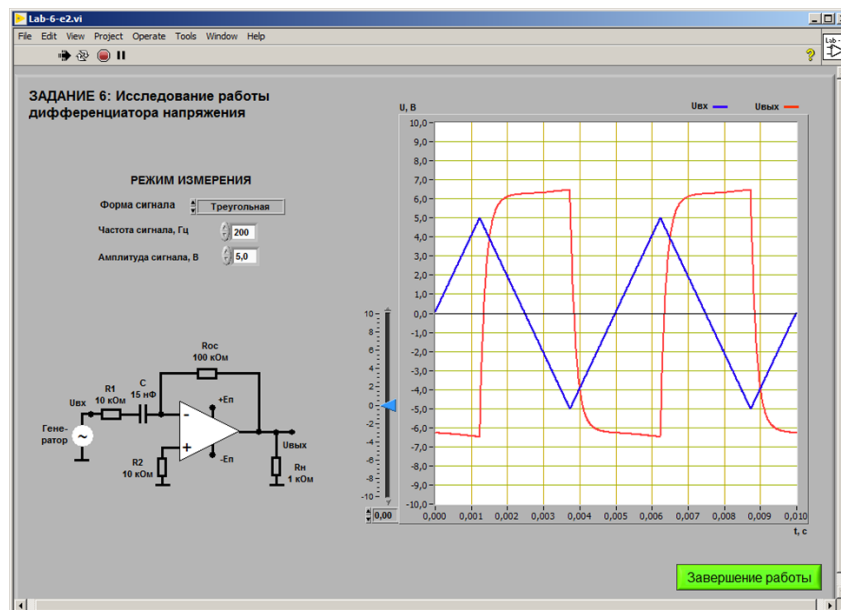 Lab-6-e2.vi
File Edit View Project Operate Tools Window Help
?
Lab -
ЗАДАНИЕ 6: Исследование работы
дифференциатора напряжения
РЕЖИМ ИЗМЕРЕНИЯ
Форма сигнала Треугольная
Частота сигнала, Гц 200
Амплитуда сигнала, В 5,0
U, В Uвх Uвых
10,0
9,0
8,0
7,0
6,0
5,0
4,0
3,0
2,0
1,0
0,0
-1,0
-2,0
-3,0
-4,0
-5,0
-6,0
-7,0
-8,0
-9,0
-10,0
0,000 0,001 0,002 0,003 0,004 0,005 0,006 0,007 0,008 0,009 0,010
t, с
10
8
6
4
2
0
-2
-4
-6
-8
-10
0,00
Rос
100 кОм
C
15 нФ
R1
10 кОм
Uвх
Гене-
ратор
~
+Eп
-
+
-Eп
R2
10 кОм
Uвых
Rн
1 кОм
Завершение работы